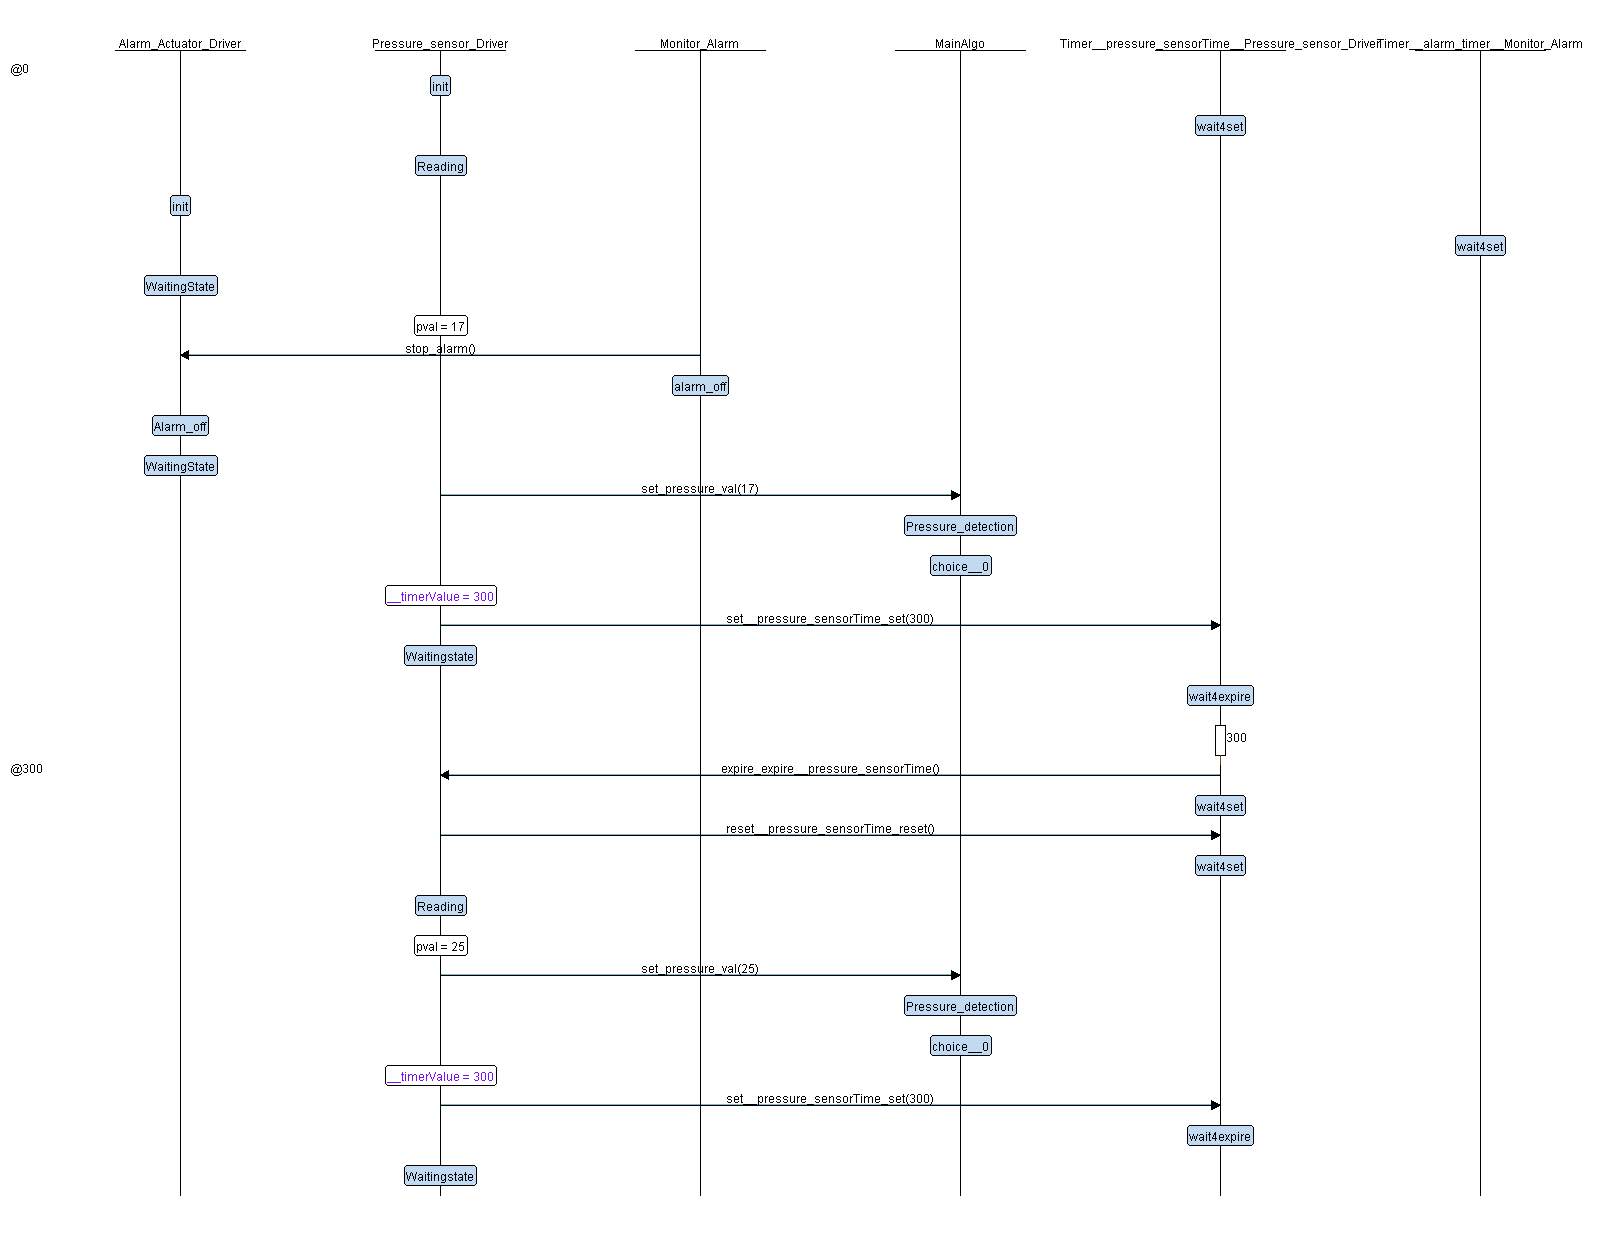 Alarm_Actuator_Driver
Pressure_sensor_Driver
Monitor_Alarm
MainAlgo
Timer__pressure_sensorTime__Pressure_sensor_Driver
Timer__alarm_timer__Monitor_Alarm
@0
init
wait4set
Reading
init
wait4set
WaitingState
pval = 17
stop_alarm()
alarm_off
Alarm_off
WaitingState
set_pressure_val(17)
Pressure_detection
choice__0
__timerValue = 300
set__pressure_sensorTime_set(300)
Waitingstate
wait4expire
300
@300
expire_expire__pressure_sensorTime()
wait4set
reset__pressure_sensorTime_reset()
wait4set
Reading
pval = 25
set_pressure_val(25)
Pressure_detection
choice__0
__timerValue = 300
set__pressure_sensorTime_set(300)
wait4expire
Waitingstate